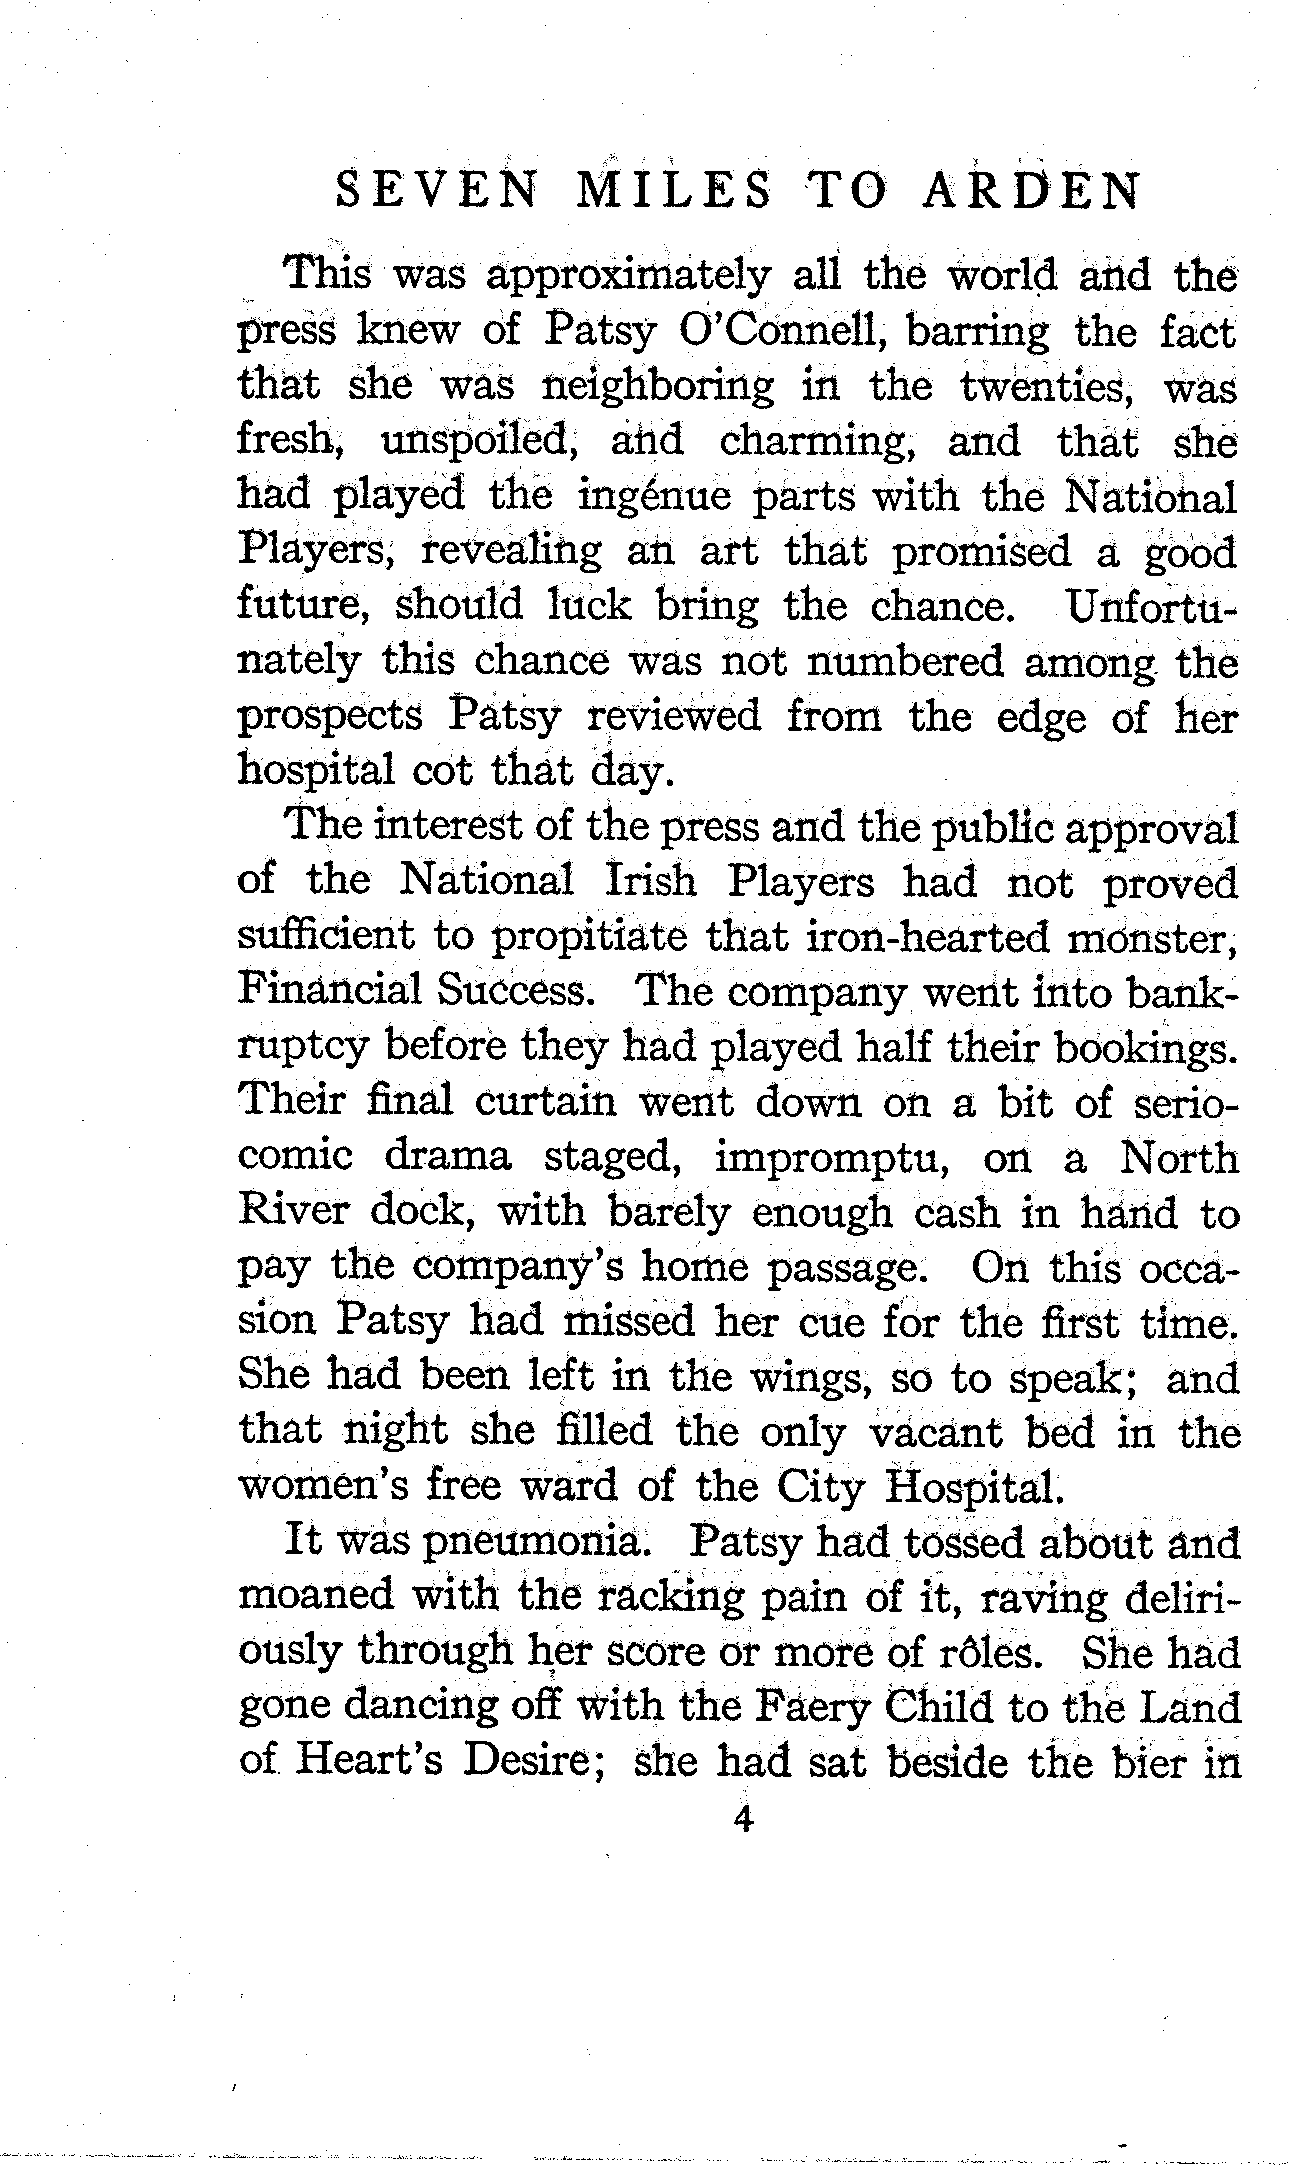 SEVEN MILES TO ARDEN
This was approximately all the world and the
press knew of Patsy O'Connell, barring the fact
that she was neighboring in the twenties, was
fresh, unspoiled, and charming, and that she
had played the ingénue parts with the National
Players, revealing an art that promised a good
future, should luck bring the chance. Unfortu-
nately this chance was not numbered among the
prospects Patsy reviewed from the edge of her
hospital cot that day.
The interest of the press and the public approval
of the National Irish Players had not proved
sufficient to propitiate that iron-hearted monster,
Financial Success. The company went into bank-
ruptcy before they had played half their bookings.
Their final curtain went down on a bit of serio-
comic drama staged, impromptu, on a North
River dock, with barely enough cash in hand to
pay the company's home passage. On this occa-
sion Patsy had missed her cue for the first time.
She had been left in the wings, so to speak; and
that night she filled the only vacant bed in the
women's free ward of the City Hospital.
It was pneumonia. Patsy had tossed about and
moaned with the racking pain of it, raving deliri-
ously through her score or more of rôles. She had
gone dancing off with the Faery Child to the Land
of Heart's Desire; she had sat beside the bier in
4